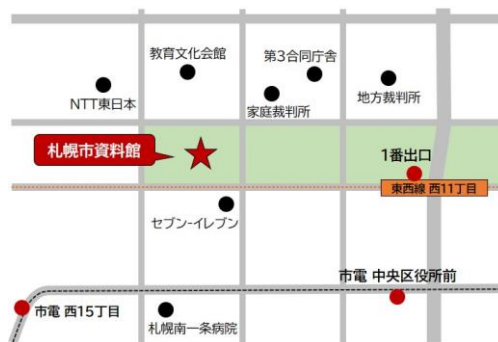 教育文化会館
第3合同庁舎
NTT東日本
家庭裁判所
地方裁判所
札幌市資料館
1番出口
東西線 西11丁目
セブン-イレブン
市電 中央区役所前
市電 西15丁目
札幌南一条病院